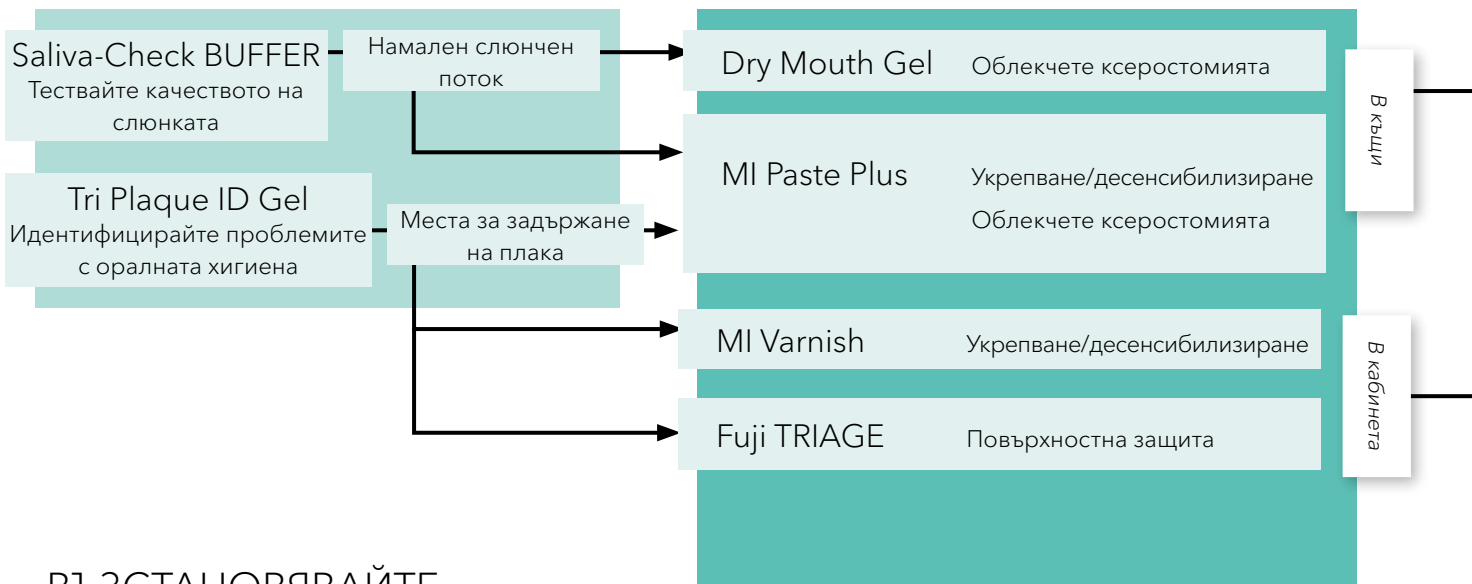 Saliva-Check BUFFER
Тествайте качеството на
слюнката
Намален слюнчен
поток
Dry Mouth Gel Облекчете ксеростомията
MI Paste Plus Укрепване/десенсибилизиране
Облекчете ксеростомията
В къщи
Tri Plaque ID Gel
Идентифицирайте проблемите
с оралната хигиена
Места за задържане
на плака
MI Varnish Укрепване/десенсибилизиране
Fuji TRIAGE Повърхностна защита
В кабинета